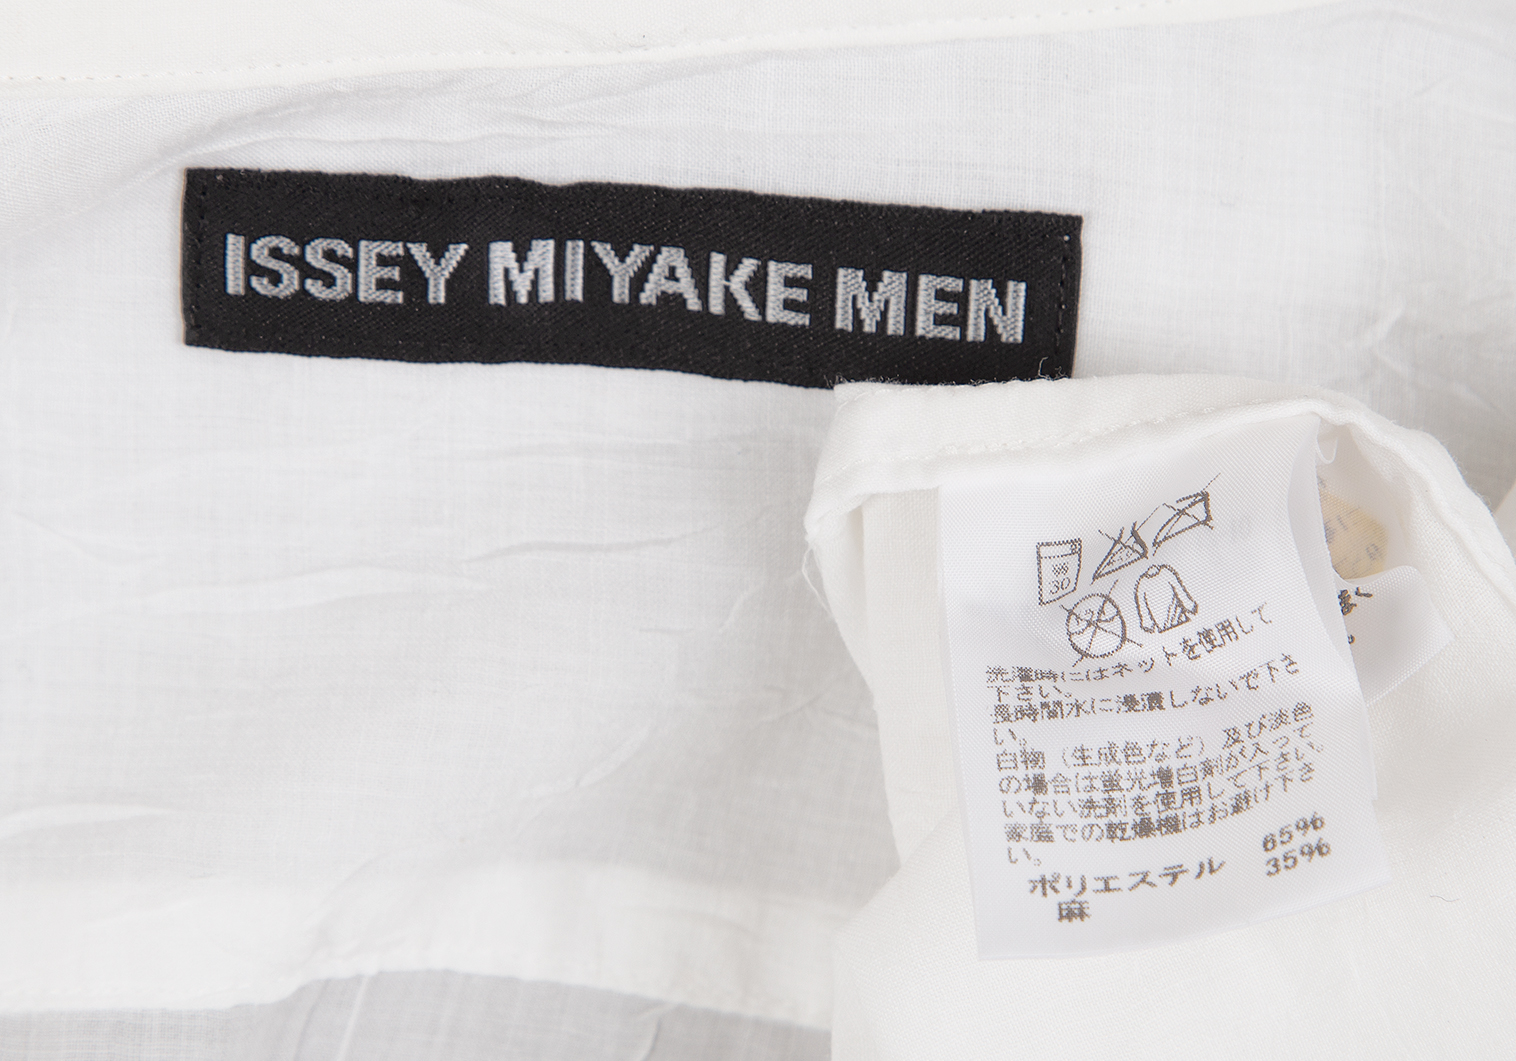 ISSEY MIYAKE MEN
30
洗濯時にはネットを使用して
下さい。
長時間水に浸漬しないで下さ
い。
白物（生成色など）及び淡色
の場合は蛍光増白剤が入って
いない洗剤を使用して下さい。
家庭での乾燥機はお避け下さ
い。
ポリエステル 65%
麻 35%